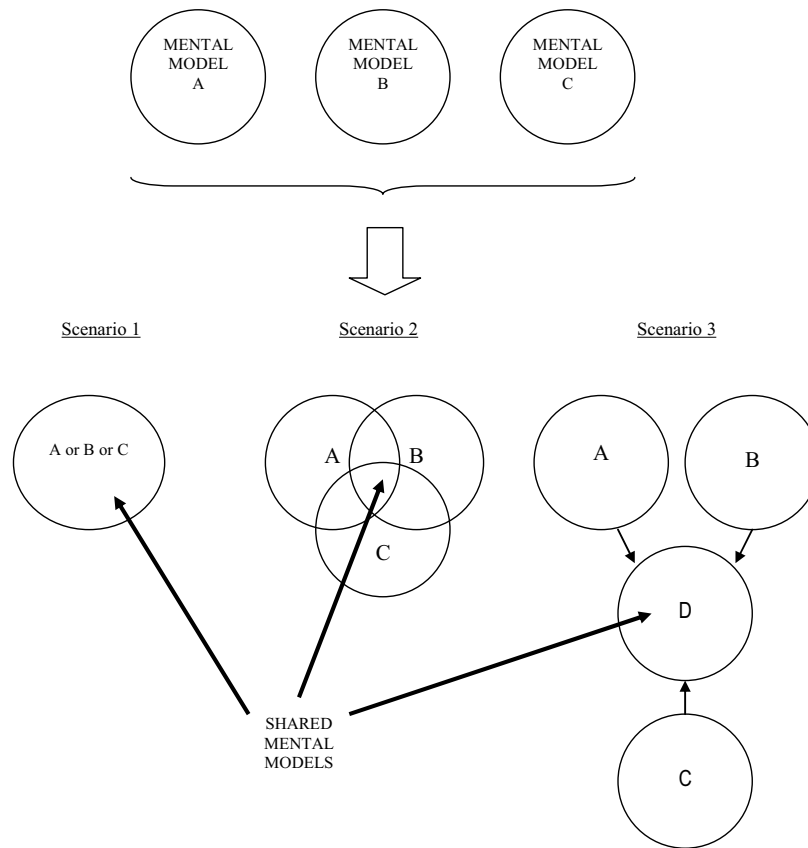 MENTAL
MODEL
A
MENTAL
MODEL
B
MENTAL
MODEL
C
Scenario 1
Scenario 2
Scenario 3
A or B or C
A
B
C
A
B
D
C
SHARED
MENTAL
MODELS